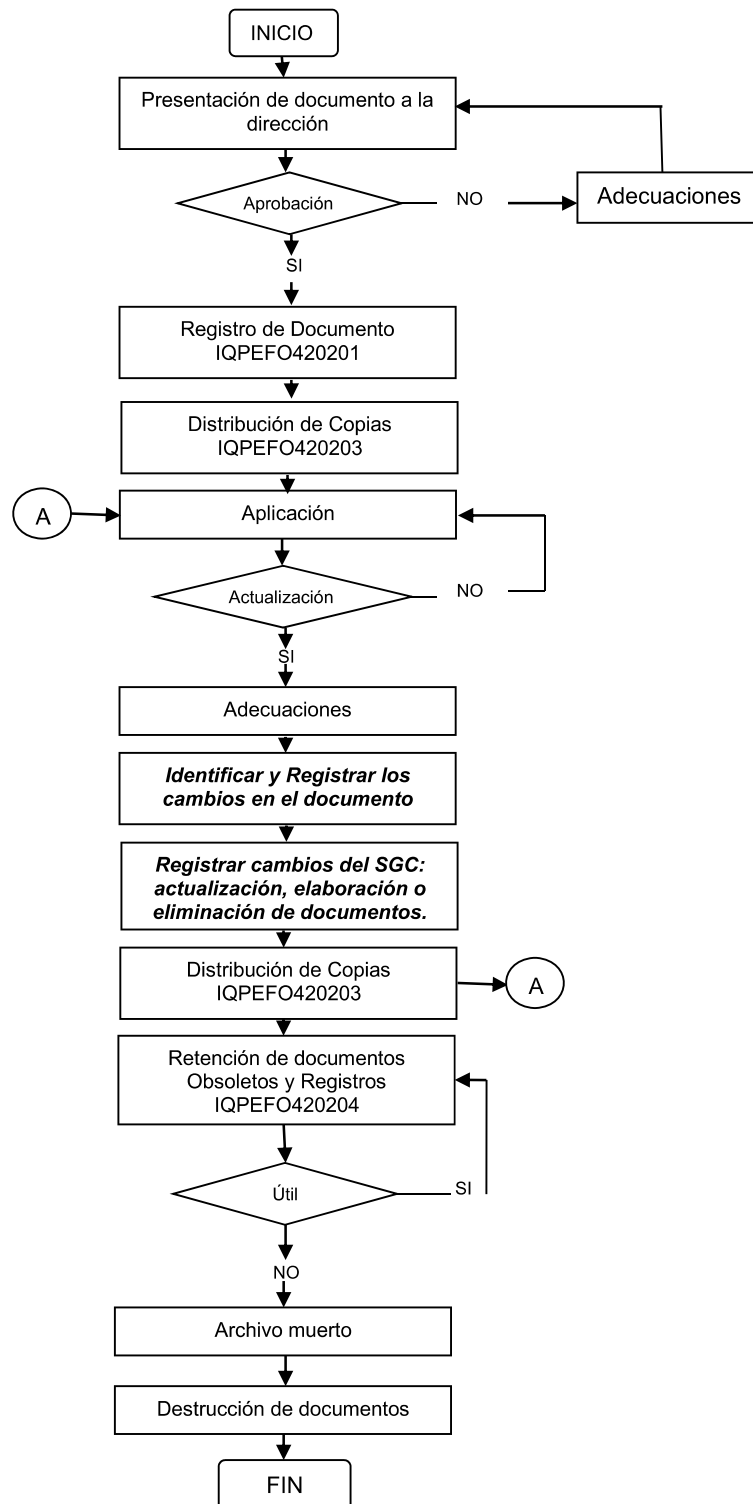 INICIO
Presentación de documento a la
dirección
Aprobación
NO
Adecuaciones
SI
Registro de Documento
IQPEFO420201
Distribución de Copias
IQPEFO420203
A
Aplicación
Actualización
NO
SI
Adecuaciones
Identificar y Registrar los
cambios en el documento
Registrar cambios del SGC:
actualización, elaboración o
eliminación de documentos.
Distribución de Copias
IQPEFO420203
A
Retención de documentos
Obsoletos y Registros
IQPEFO420204
Útil
SI
NO
Archivo muerto
Destrucción de documentos
FIN